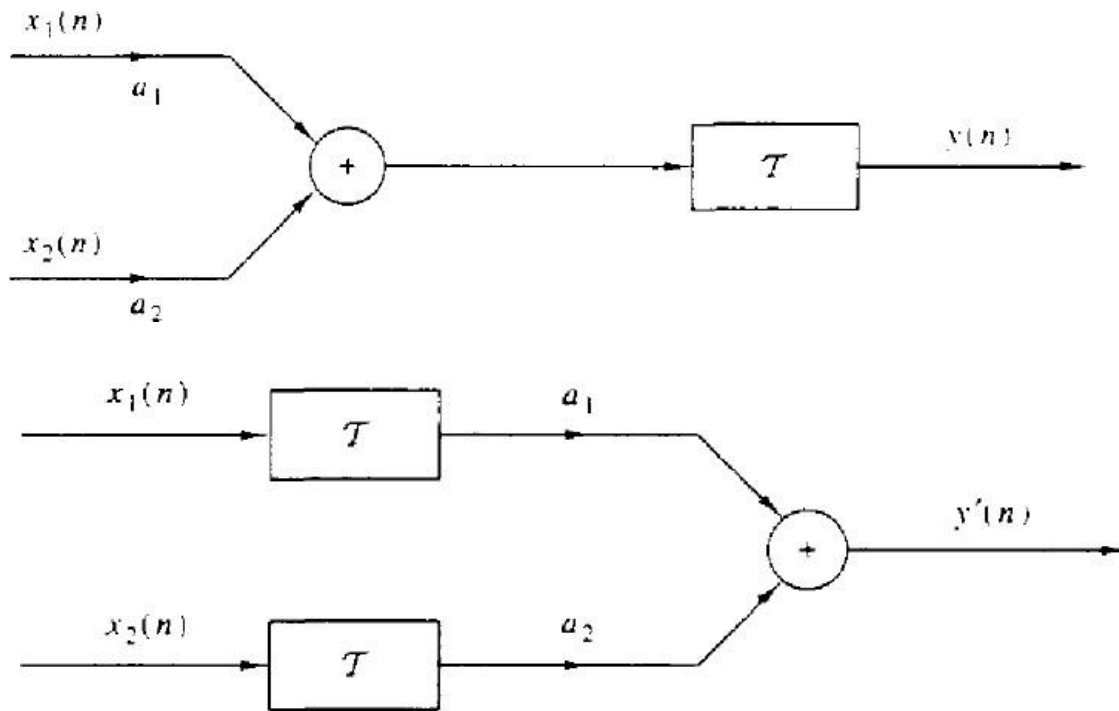 x₁(n)
a₁
+
𝒯
y(n)
x₂(n)
a₂
x₁(n)
𝒯
a₁
+
y′(n)
x₂(n)
𝒯
a₂